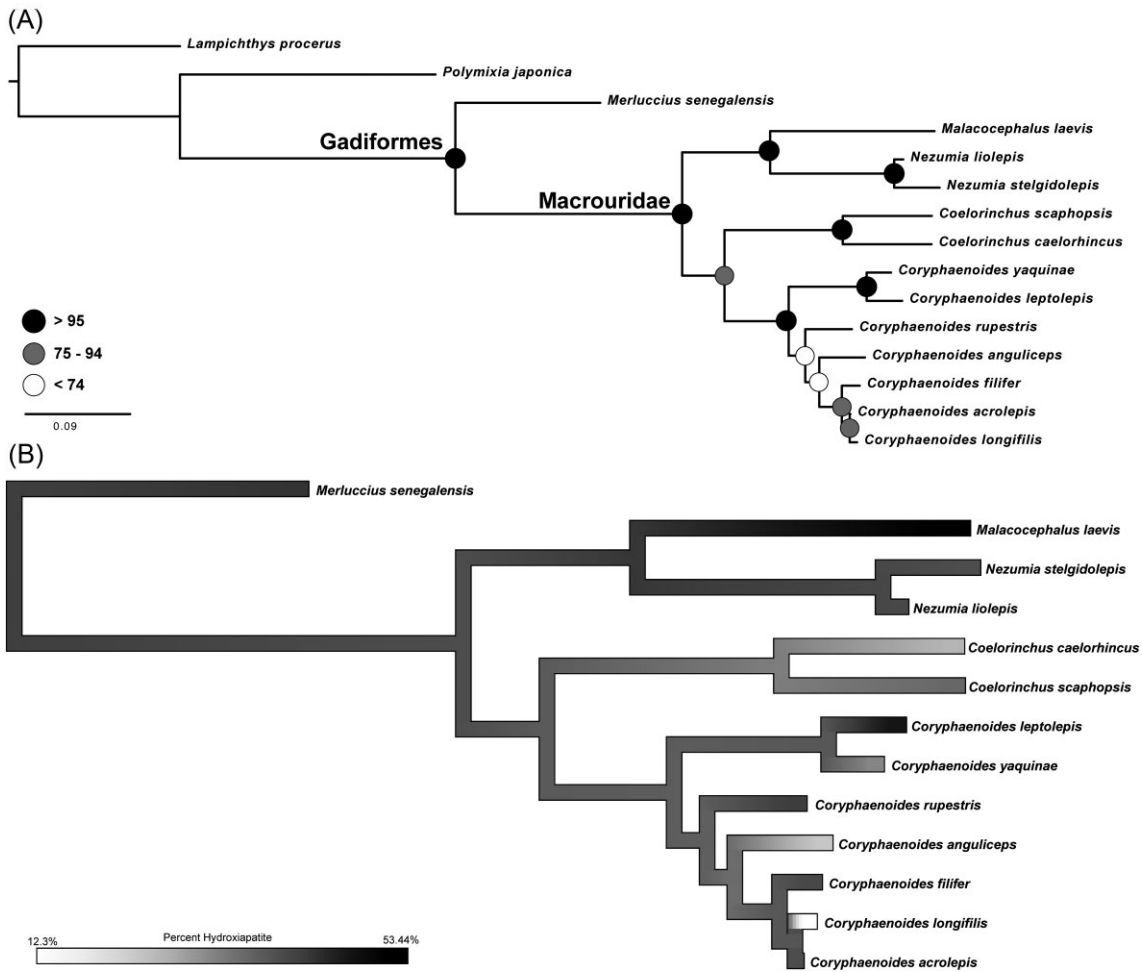 (A)
Lampichthys procerus
Polymixia japonica
Merluccius senegalensis
Gadiformes
Malacocephalus laevis
Nezumia liolepis
Nezumia stelgidolepis
Macrouridae
Coelorinchus scaphopsis
Coelorinchus caelorhincus
Coryphaenoides yaquinae
Coryphaenoides leptolepis
Coryphaenoides rupestris
Coryphaenoides anguliceps
Coryphaenoides filifer
Coryphaenoides acrolepis
Coryphaenoides longifilis
> 95
75 - 94
< 74
0.09
(B)
Merluccius senegalensis
Malacocephalus laevis
Nezumia stelgidolepis
Nezumia liolepis
Coelorinchus caelorhincus
Coelorinchus scaphopsis
Coryphaenoides leptolepis
Coryphaenoides yaquinae
Coryphaenoides rupestris
Coryphaenoides anguliceps
Coryphaenoides filifer
Coryphaenoides longifilis
Coryphaenoides acrolepis
12.3% Percent Hydroxiapatite 53.44%